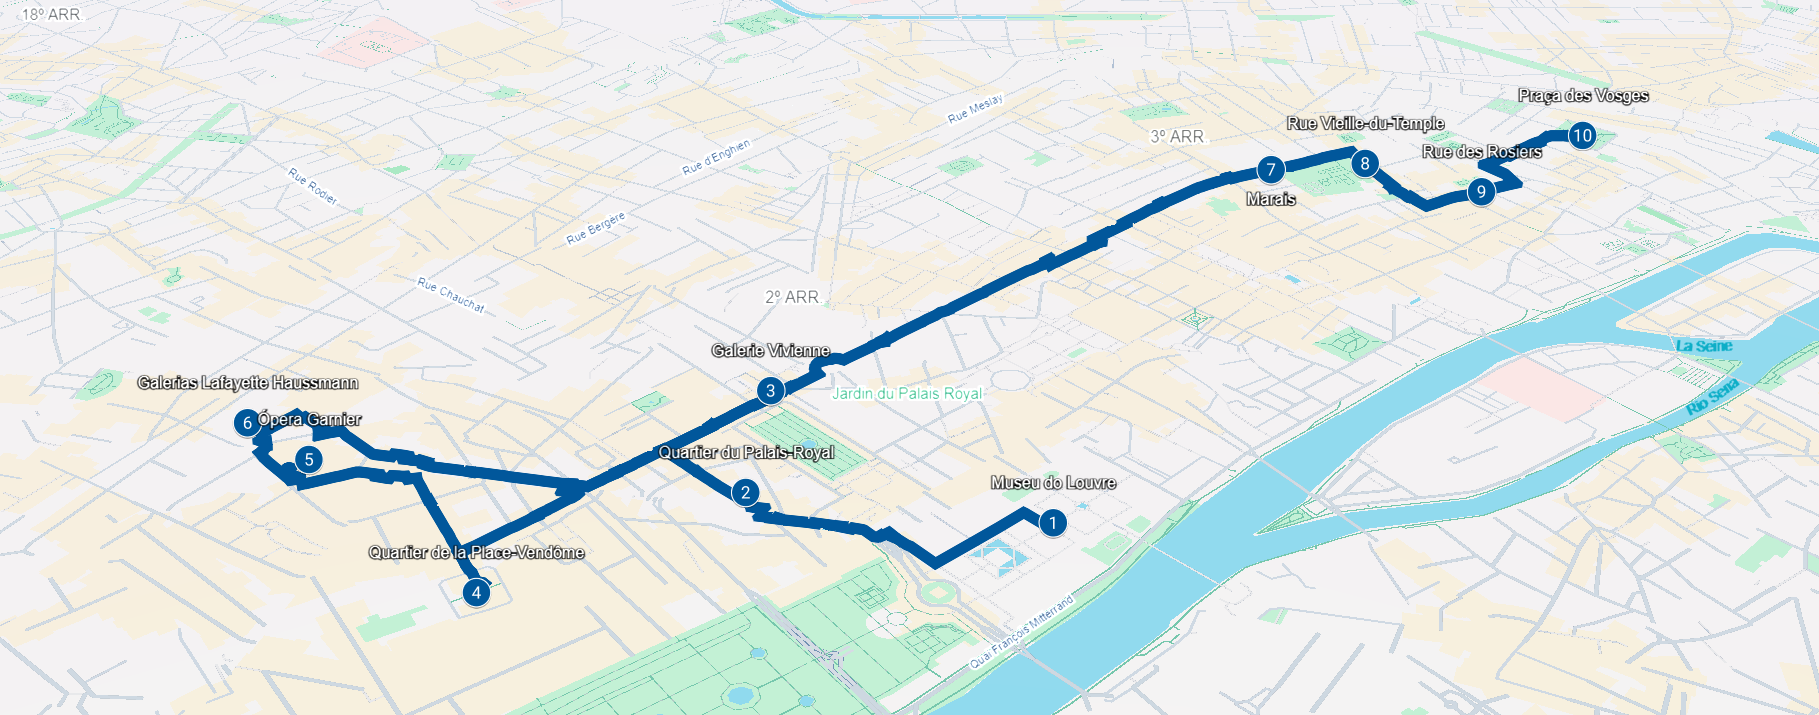 18º ARR.
Praça des Vosges
Rue Meslay
Rue Vieille-du-Temple
3º ARR.
10
Rue d'Enghien
Rue des Rosiers
8
7
Rue Rodier
9
Marais
Rue Bergère
Rue Chauchat
2º ARR.
La Seine
Galerie Vivienne
Galerias Lafayette Haussmann
3
Jardin du Palais Royal
Rio Sena
6
Ópera Garnier
Quartier du Palais-Royal
5
Museu do Louvre
2
1
Quartier de la Place-Vendôme
4
Quai François Mitterrand